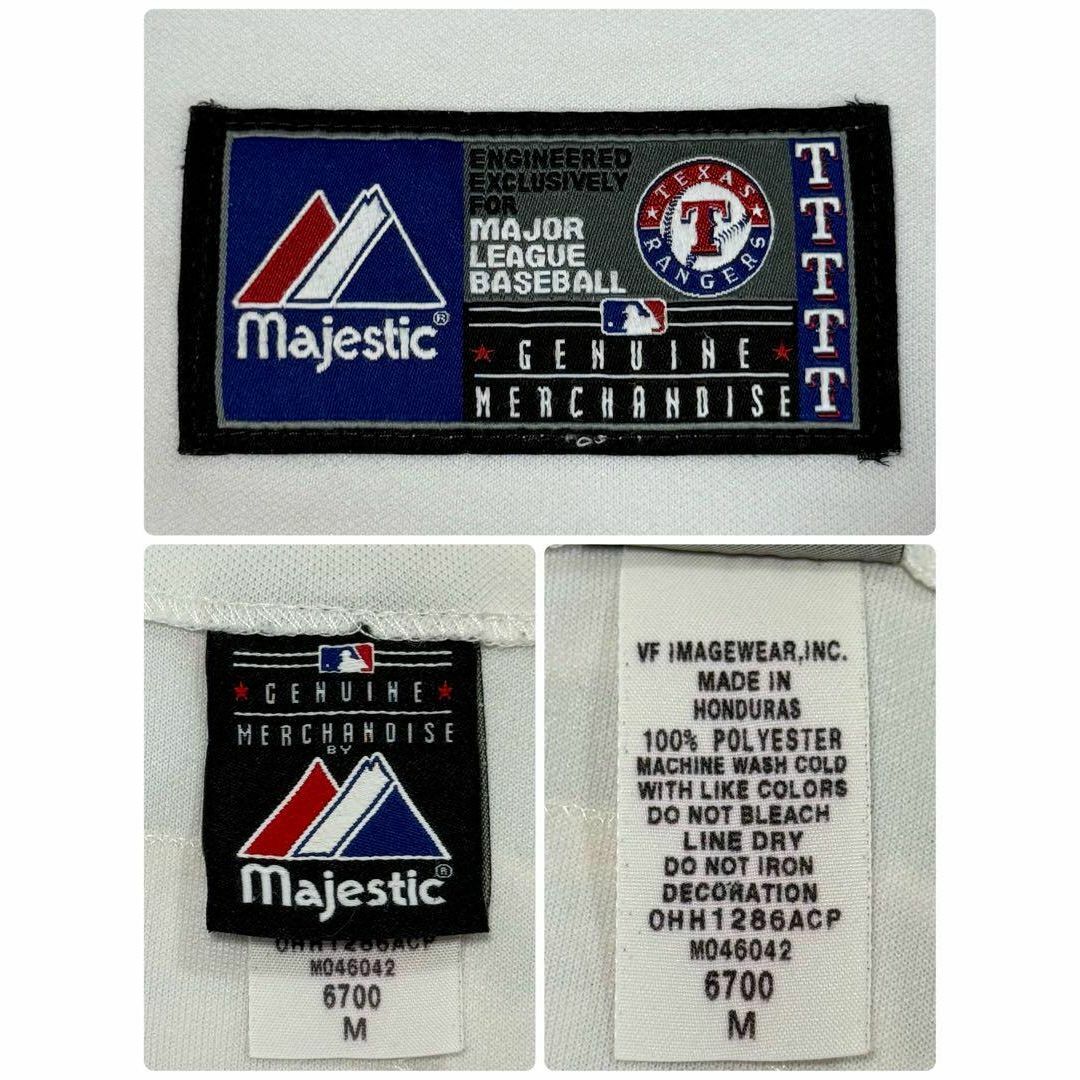 ENGINEERED
EXCLUSIVELY
FOR
MAJOR
LEAGUE
BASEBALL
TEXAS
RANGERS
T
T
T
T
T
T
Majestic®
GENUINE
MERCHANDISE
GENUINE
MERCHANDISE
BY
Majestic®
OHH1286ACP
M046042
6700
M
VF IMAGEWEAR,INC.
MADE IN
HONDURAS
100% POLYESTER
MACHINE WASH COLD
WITH LIKE COLORS
DO NOT BLEACH
LINE DRY
DO NOT IRON
DECORATION
OHH1286ACP
M046042
6700
M